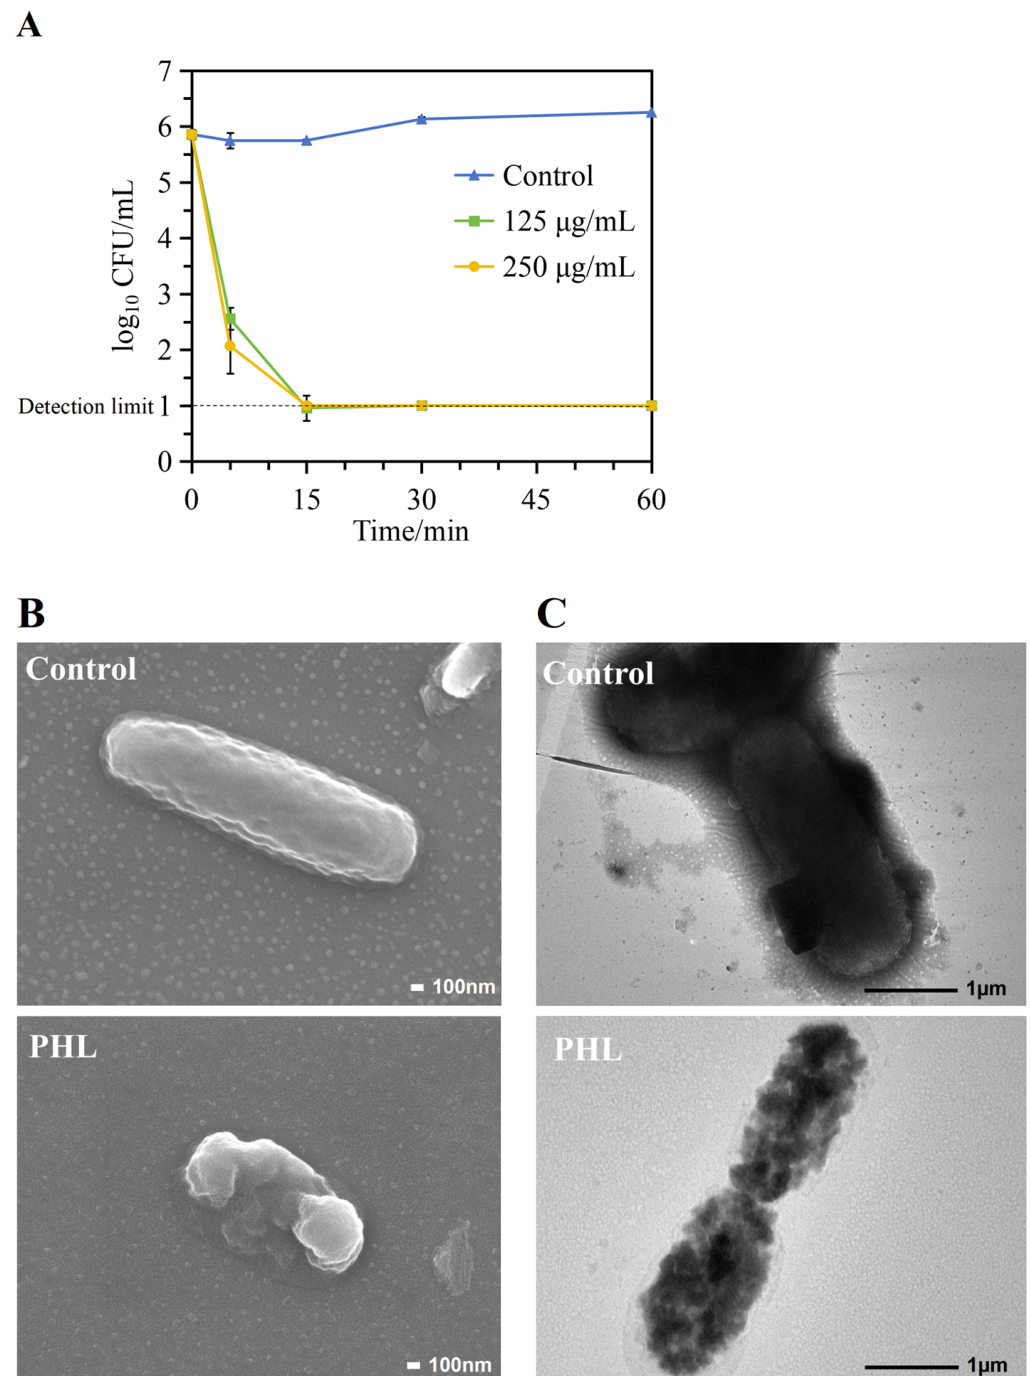 A
7
6
5
4
3
2
Detection limit 1
0
log₁₀ CFU/mL
Control
125 μg/mL
250 μg/mL
0 15 30 45 60
Time/min
B
Control
100nm
PHL
100nm
C
Control
1μm
PHL
1μm